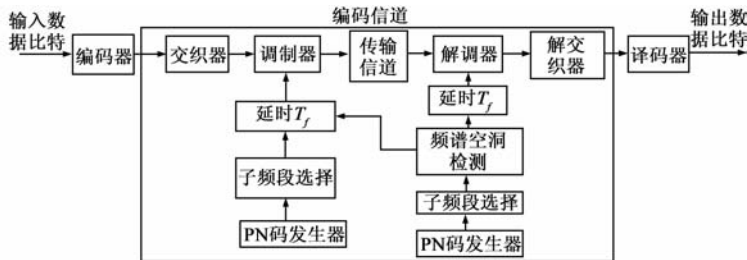 编码信道
输入数
据比特
编码器
交织器
调制器
传输
信道
解调器
解交
织器
译码器
输出数
据比特
延时Tf
延时Tf
频谱空洞
检测
子频段选择
子频段选择
PN码发生器
PN码发生器